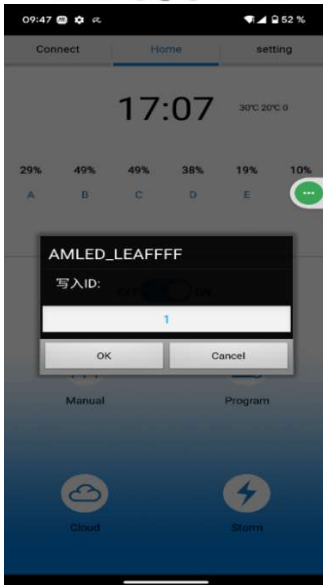 09:47 52 %
Connect Home setting
17:07 30℃ 20℃ 0
29% 49% 49% 38% 19% 10%
A B C D E
AMLED_LEAFFFF
写入ID:
1
OK Cancel
Manual Program
Cloud Storm